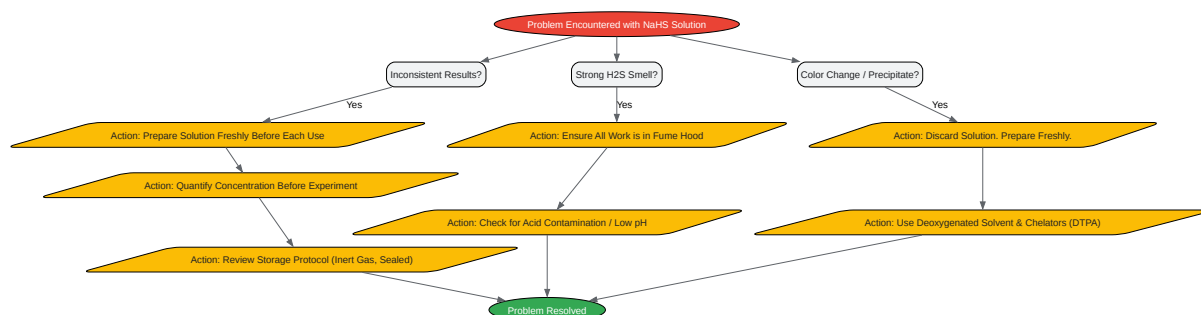 Problem Encountered with NaHS Solution
Inconsistent Results?
Strong H2S Smell?
Color Change / Precipitate?
Yes
Yes
Yes
Action: Prepare Solution Freshly Before Each Use
Action: Ensure All Work is in Fume Hood
Action: Discard Solution. Prepare Freshly.
Action: Quantify Concentration Before Experiment
Action: Check for Acid Contamination / Low pH
Action: Use Deoxygenated Solvent & Chelators (DTPA)
Action: Review Storage Protocol (Inert Gas, Sealed)
Problem Resolved